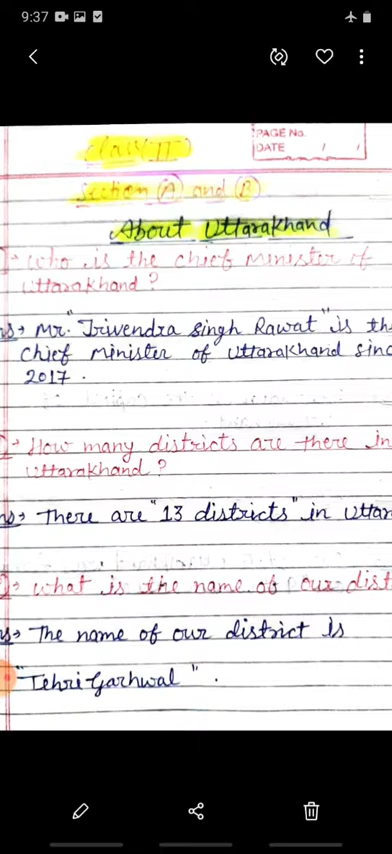 9:37
PAGE No.
DATE / /
Class II
Section (A) and (B)
About Uttarakhand
:- Who is the chief Minister of
Uttarakhand?
s→ Mr. "Trivendra Singh Rawat" is th
chief Minister of Uttarakhand sinc
2017.
:- How many districts are there in
Uttarakhand?
ns→ There are "13 districts" in Uttar
:- What is the name of our dist
s→ The name of our district is
"Tehri Garhwal".